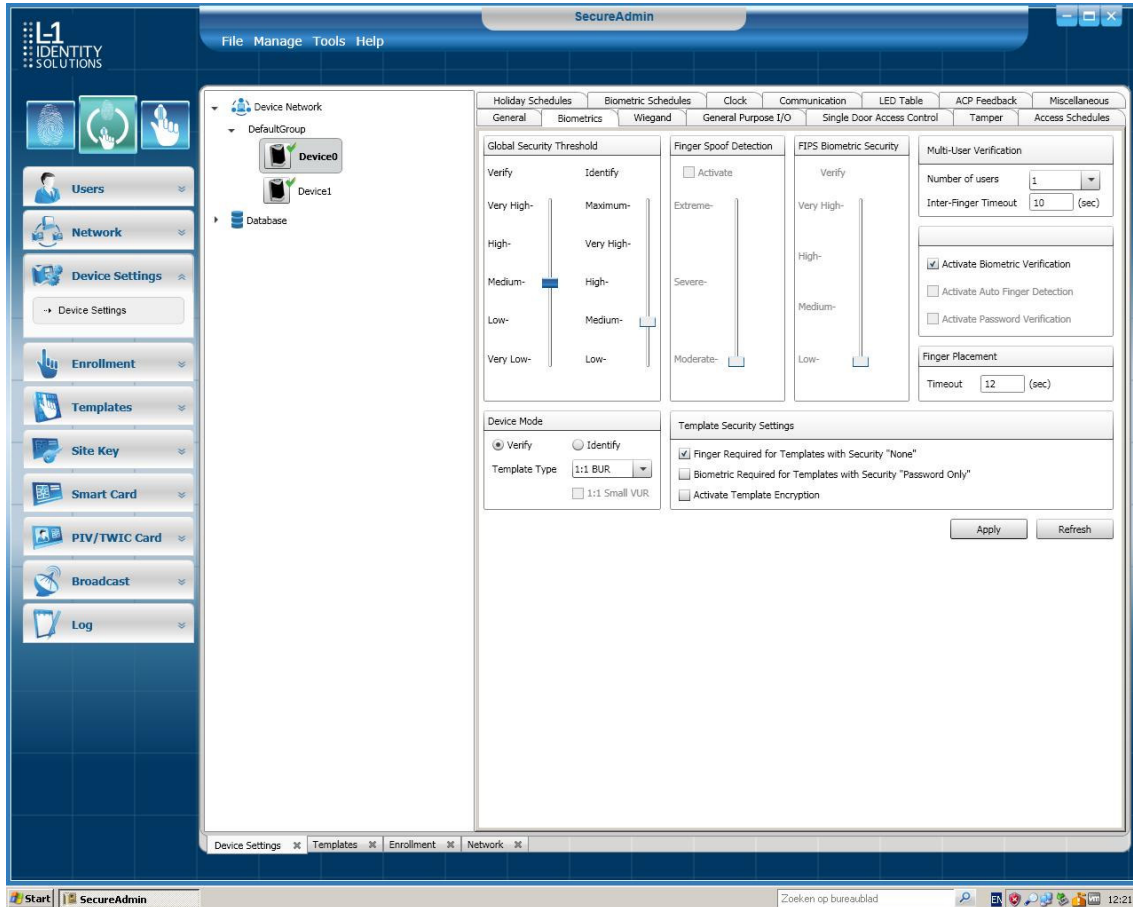 SecureAdmin
L-1
IDENTITY
SOLUTIONS
File Manage Tools Help
Users
Network
Device Settings
Device Settings
Enrollment
Templates
Site Key
Smart Card
PIV/TWIC Card
Broadcast
Log
Device Network
DefaultGroup
Device0
Device1
Database
Holiday Schedules Biometric Schedules Clock Communication LED Table ACP Feedback Miscellaneous
General Biometrics Wiegand General Purpose I/O Single Door Access Control Tamper Access Schedules
Global Security Threshold
Verify Identify
Very High- Maximum-
High- Very High-
Medium- High-
Low- Medium-
Very Low- Low-
Finger Spoof Detection
Activate
Extreme-
Severe-
Moderate-
FIPS Biometric Security
Verify
Very High-
High-
Medium-
Low-
Multi-User Verification
Number of users 1
Inter-Finger Timeout 10 (sec)
Activate Biometric Verification
Activate Auto Finger Detection
Activate Password Verification
Finger Placement
Timeout 12 (sec)
Device Mode
Verify Identify
Template Type 1:1 BUR
1:1 Small VUR
Template Security Settings
Finger Required for Templates with Security "None"
Biometric Required for Templates with Security "Password Only"
Activate Template Encryption
Apply Refresh
Device Settings Templates Enrollment Network
Start SecureAdmin Zoeken op bureaublad EN 12:21